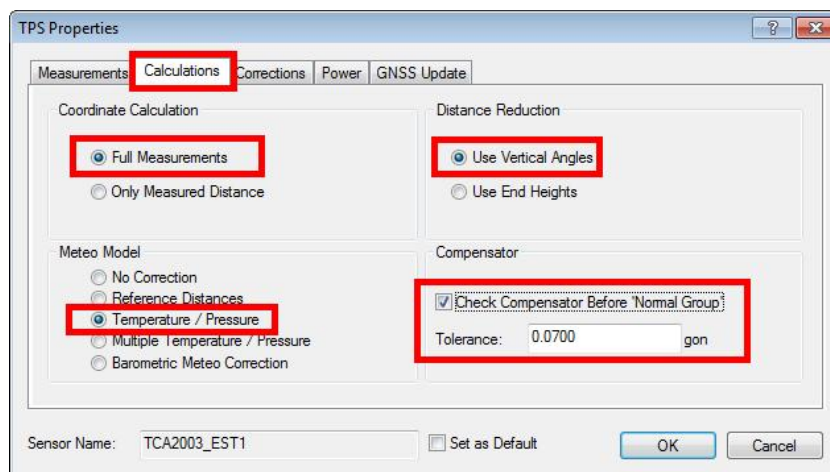 TPS Properties
Measurements Calculations Corrections Power GNSS Update
Coordinate Calculation
Full Measurements
Only Measured Distance
Distance Reduction
Use Vertical Angles
Use End Heights
Meteo Model
No Correction
Reference Distances
Temperature / Pressure
Multiple Temperature / Pressure
Barometric Meteo Correction
Compensator
Check Compensator Before 'Normal Group'
Tolerance: 0.0700 gon
Sensor Name: TCA2003_EST1 Set as Default OK Cancel